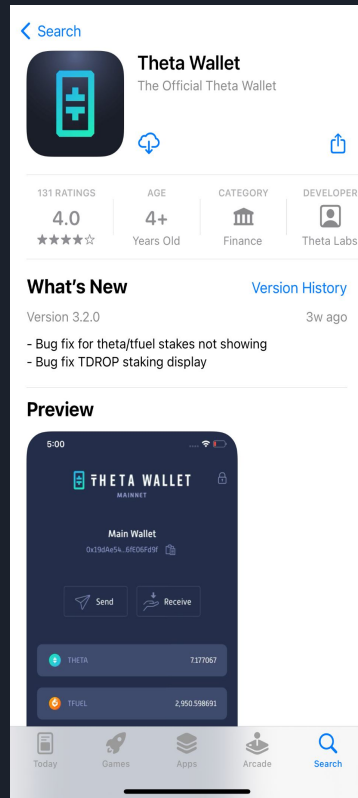 Search
Theta Wallet
The Official Theta Wallet
131 RATINGS
4.0
★★★★☆
AGE
4+
Years Old
CATEGORY
Finance
DEVELOPER
Theta Labs
What's New
Version History
Version 3.2.0
3w ago
- Bug fix for theta/tfuel stakes not showing
- Bug fix TDROP staking display
Preview
5:00
THETA WALLET
MAINNET
Main Wallet
0x19dAe54...6fE06Fd9f
Send
Receive
THETA
7.177067
TFUEL
2,950.598691
Today
Games
Apps
Arcade
Search